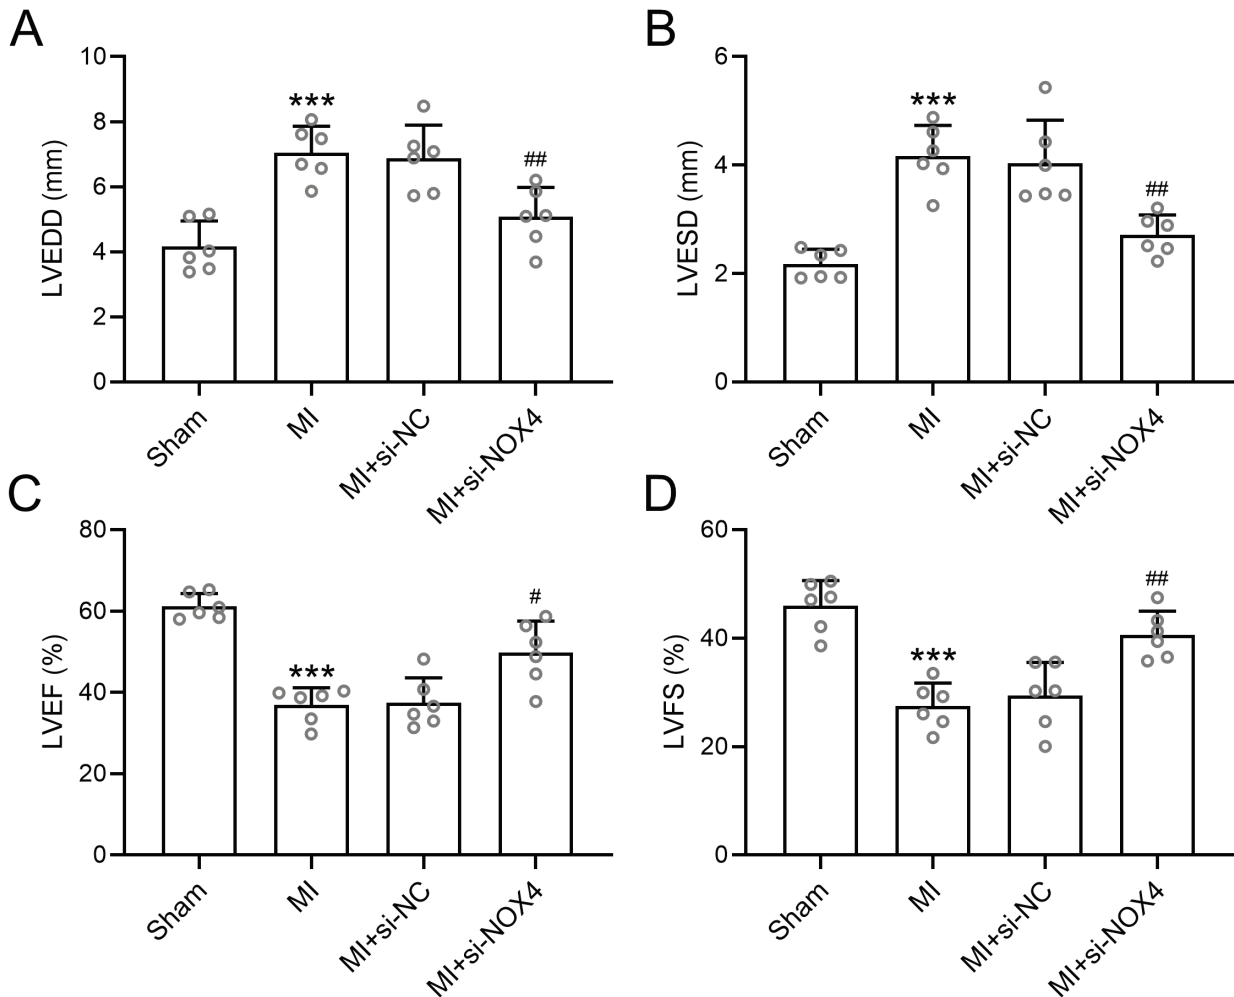 A
LVEDD (mm)
10
8
6
4
2
0
***
##
Sham
MI
MI+si-NC
MI+si-NOX4
B
LVESD (mm)
6
4
2
0
***
##
Sham
MI
MI+si-NC
MI+si-NOX4
C
LVEF (%)
80
60
40
20
0
***
#
Sham
MI
MI+si-NC
MI+si-NOX4
D
LVFS (%)
60
40
20
0
***
##
Sham
MI
MI+si-NC
MI+si-NOX4